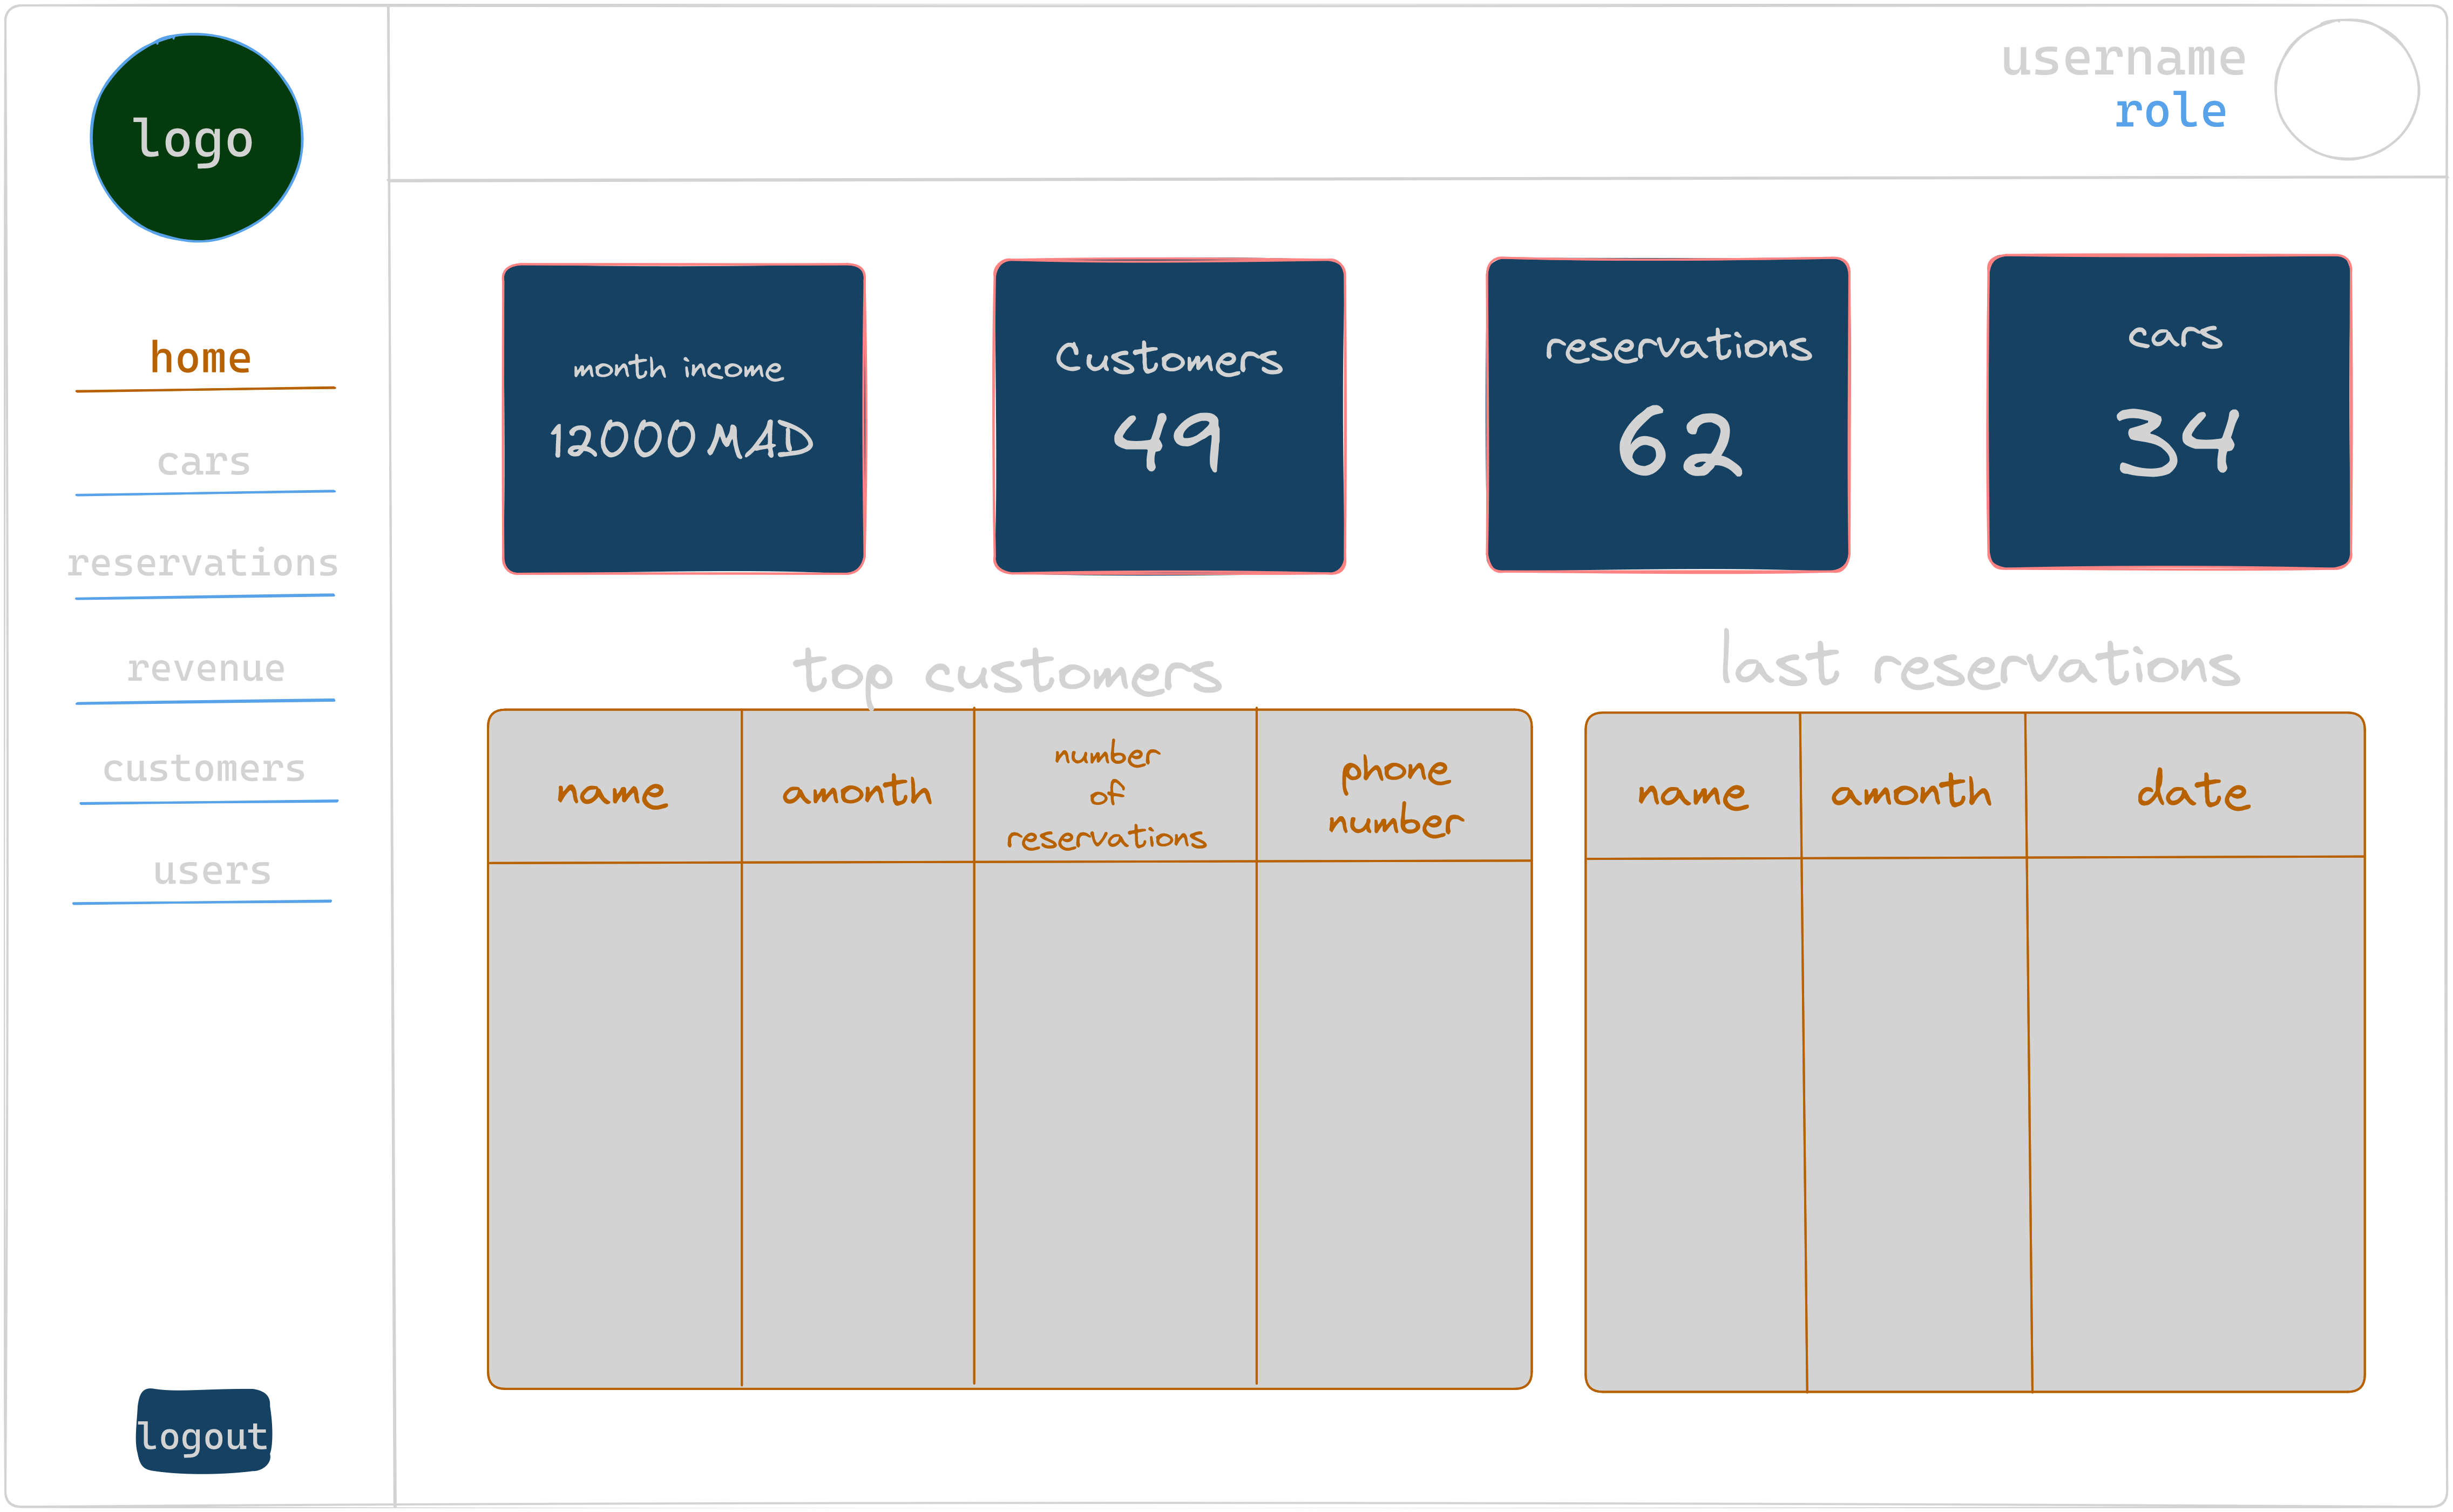 logo
username
role
home
cars
reservations
revenue
customers
users
logout
month income
12000 MAD
Customers
49
reservations
62
cars
34
top customers
name
amonth
number
of
reservations
phone
number
last reservations
name
amonth
date